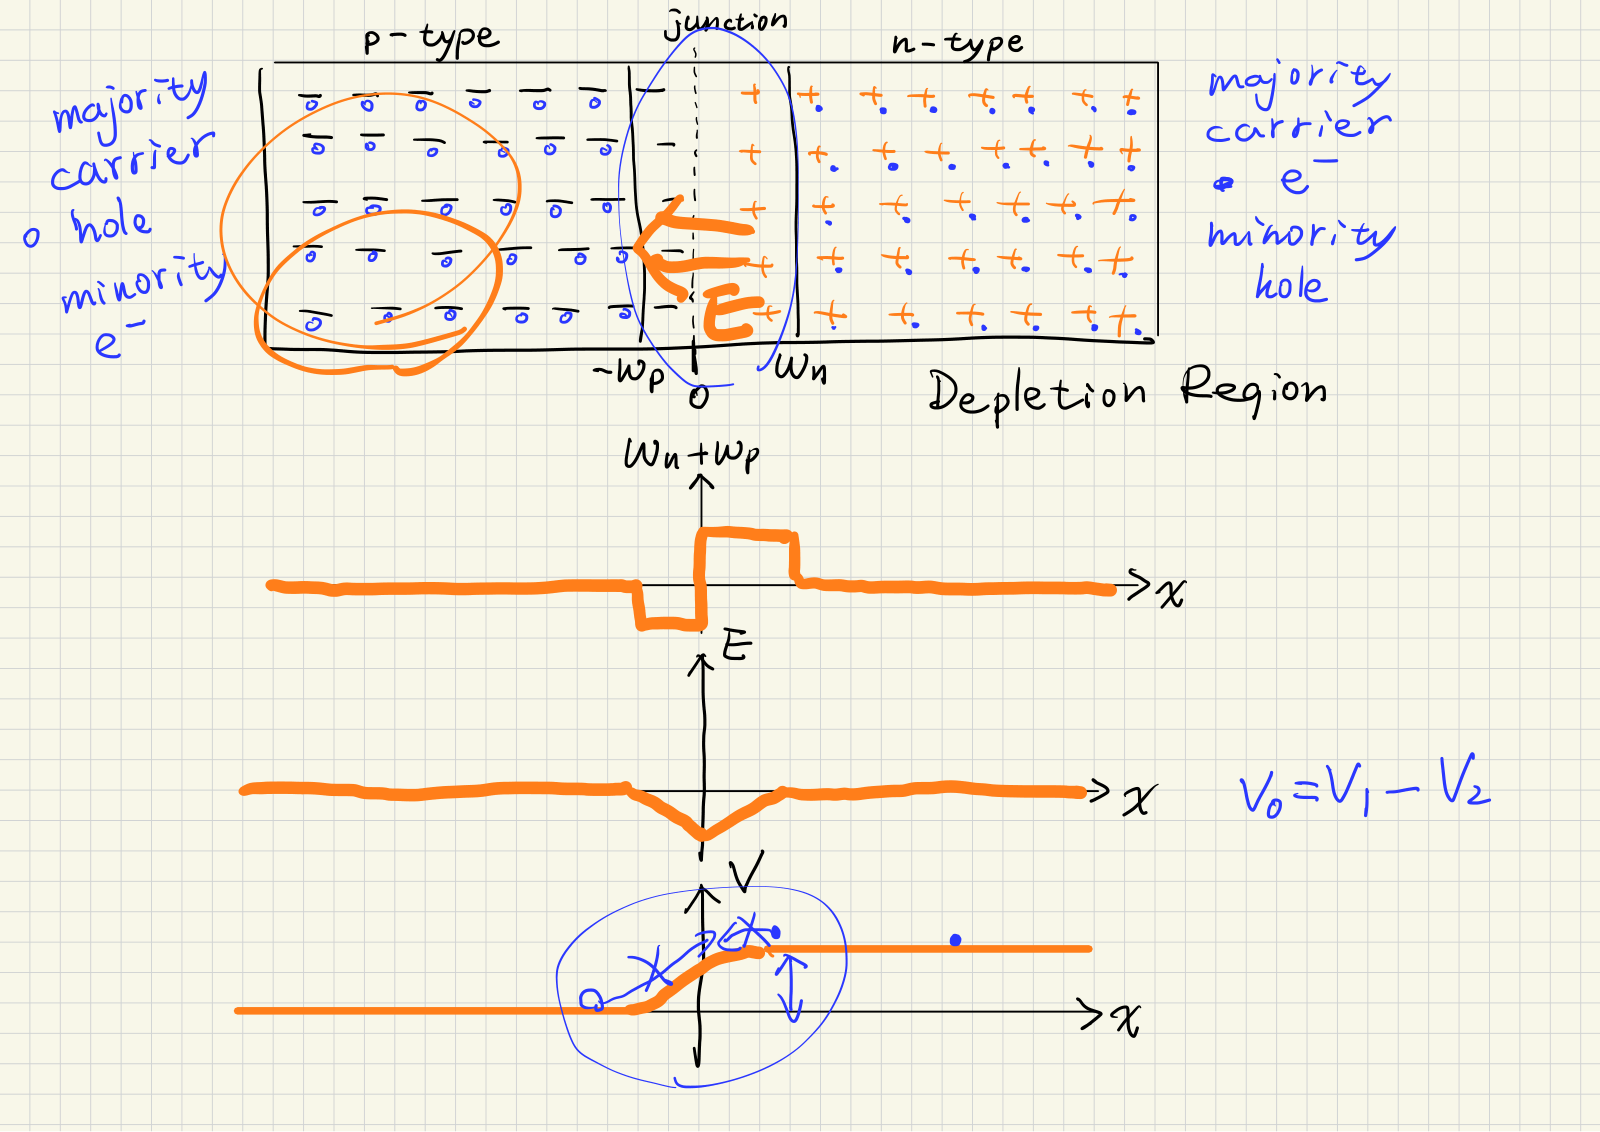 junction
p-type
n-type
majority
carrier
o hole
minority
e⁻
majority
carrier
e⁻
minority
hole
E
-Wp
0
Wn
Depletion Region
Wn+Wp
x
E
x
V₀=V₁-V₂
V
x